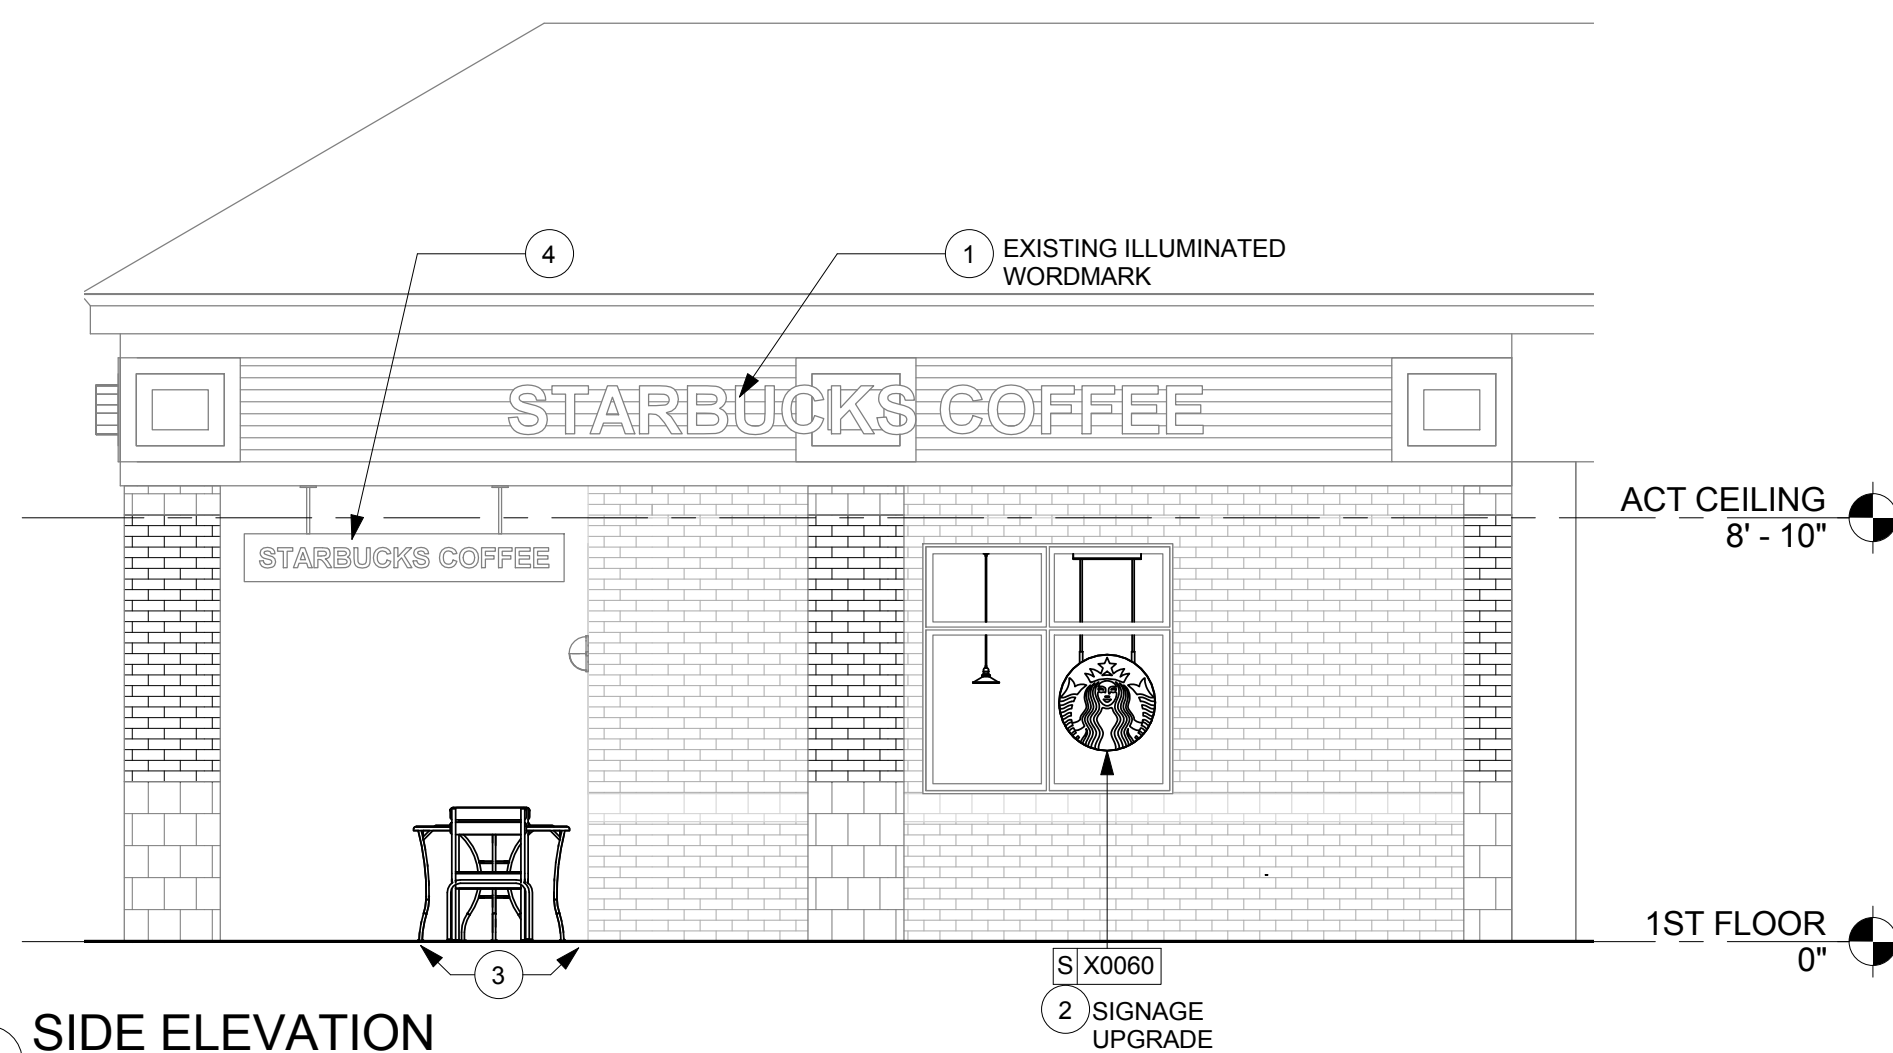 4
1 EXISTING ILLUMINATED
WORDMARK
STARBUCKS COFFEE
ACT CEILING
8' - 10"
STARBUCKS COFFEE
1ST FLOOR
0"
3
S X0060
2 SIGNAGE
UPGRADE
SIDE ELEVATION